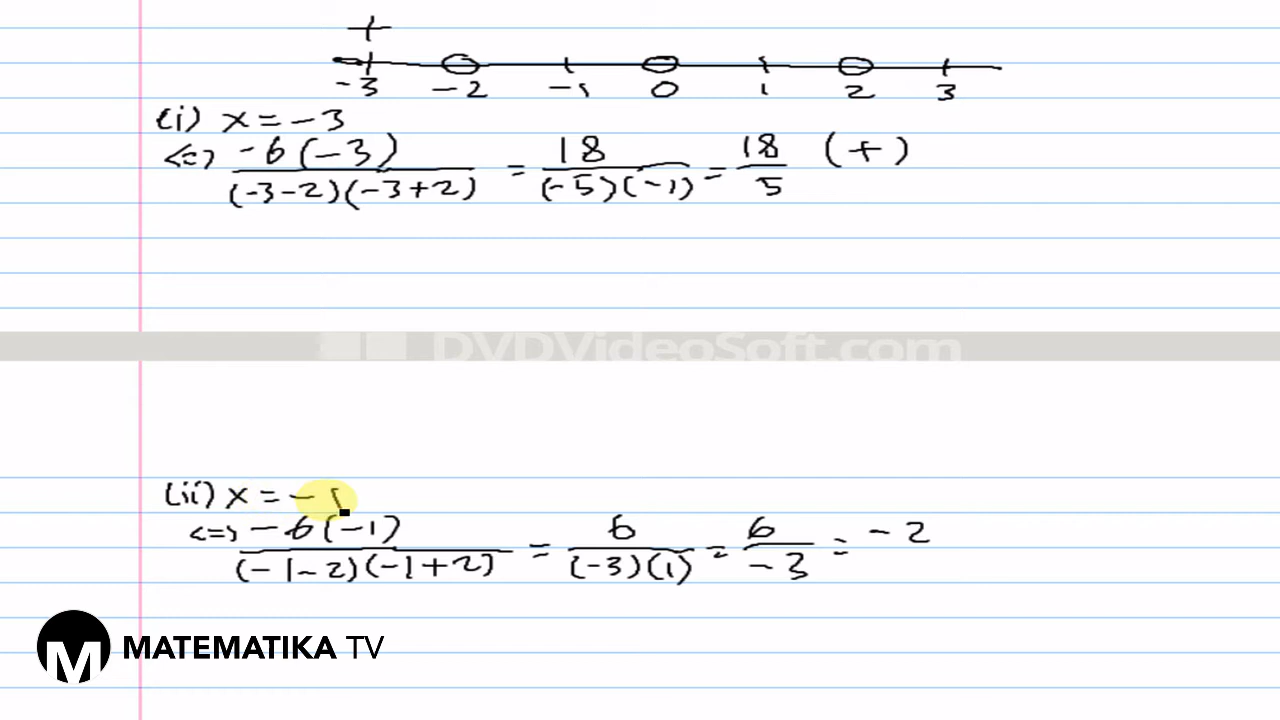 +
-3 -2 -1 0 1 2 3
(i) x = -3
<=> -6(-3) / (-3-2)(-3+2) = 18 / (-5)(-1) = 18 / 5 (+)
DVDVideoSoft.com
(ii) x = -1
<=> -6(-1) / (-1-2)(-1+2) = 6 / (-3)(1) = 6 / -3 = -2
M MATEMATIKA TV